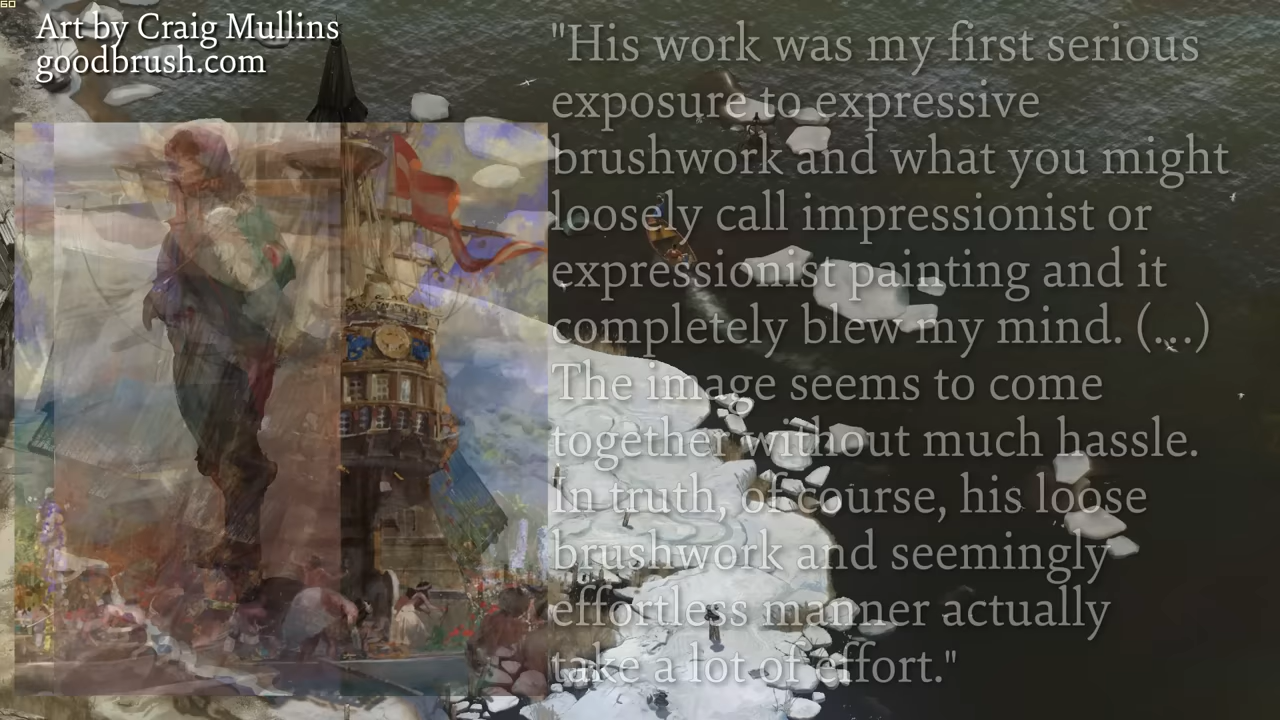 60
Art by Craig Mullins
goodbrush.com
"His work was my first serious
exposure to expressive
brushwork and what you might
loosely call impressionist or
expressionist painting and it
completely blew my mind. (...)
The image seems to come
together without much hassle.
In truth, of course, his loose
brushwork and seemingly
effortless manner actually
take a lot of effort."